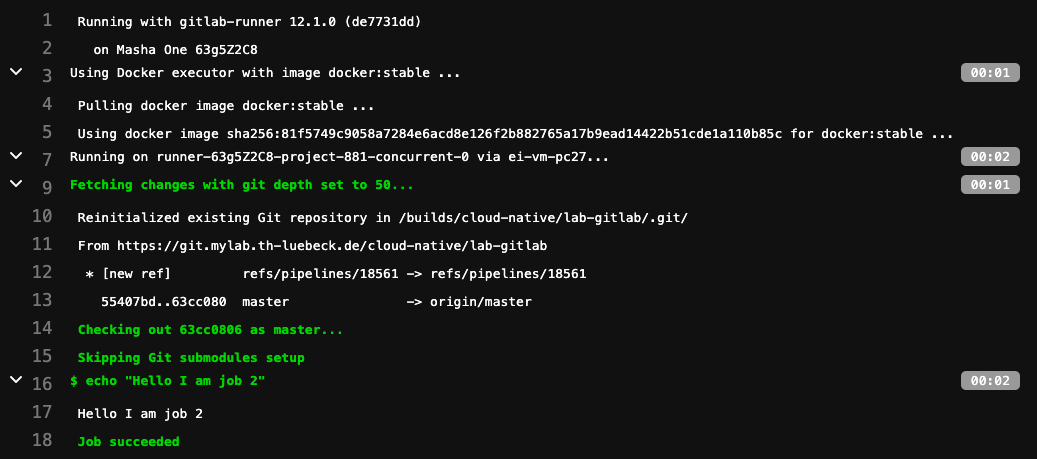 1 Running with gitlab-runner 12.1.0 (de7731dd)
2 on Masha One 63g5Z2C8
3 Using Docker executor with image docker:stable ... 00:01
4 Pulling docker image docker:stable ...
5 Using docker image sha256:81f5749c9058a7284e6acd8e126f2b882765a17b9ead14422b51cde1a110b85c for docker:stable ...
7 Running on runner-63g5Z2C8-project-881-concurrent-0 via ei-vm-pc27... 00:02
9 Fetching changes with git depth set to 50... 00:01
10 Reinitialized existing Git repository in /builds/cloud-native/lab-gitlab/.git/
11 From https://git.mylab.th-luebeck.de/cloud-native/lab-gitlab
12 * [new ref] refs/pipelines/18561 -> refs/pipelines/18561
13 55407bd..63cc080 master -> origin/master
14 Checking out 63cc0806 as master...
15 Skipping Git submodules setup
16 $ echo "Hello I am job 2" 00:02
17 Hello I am job 2
18 Job succeeded